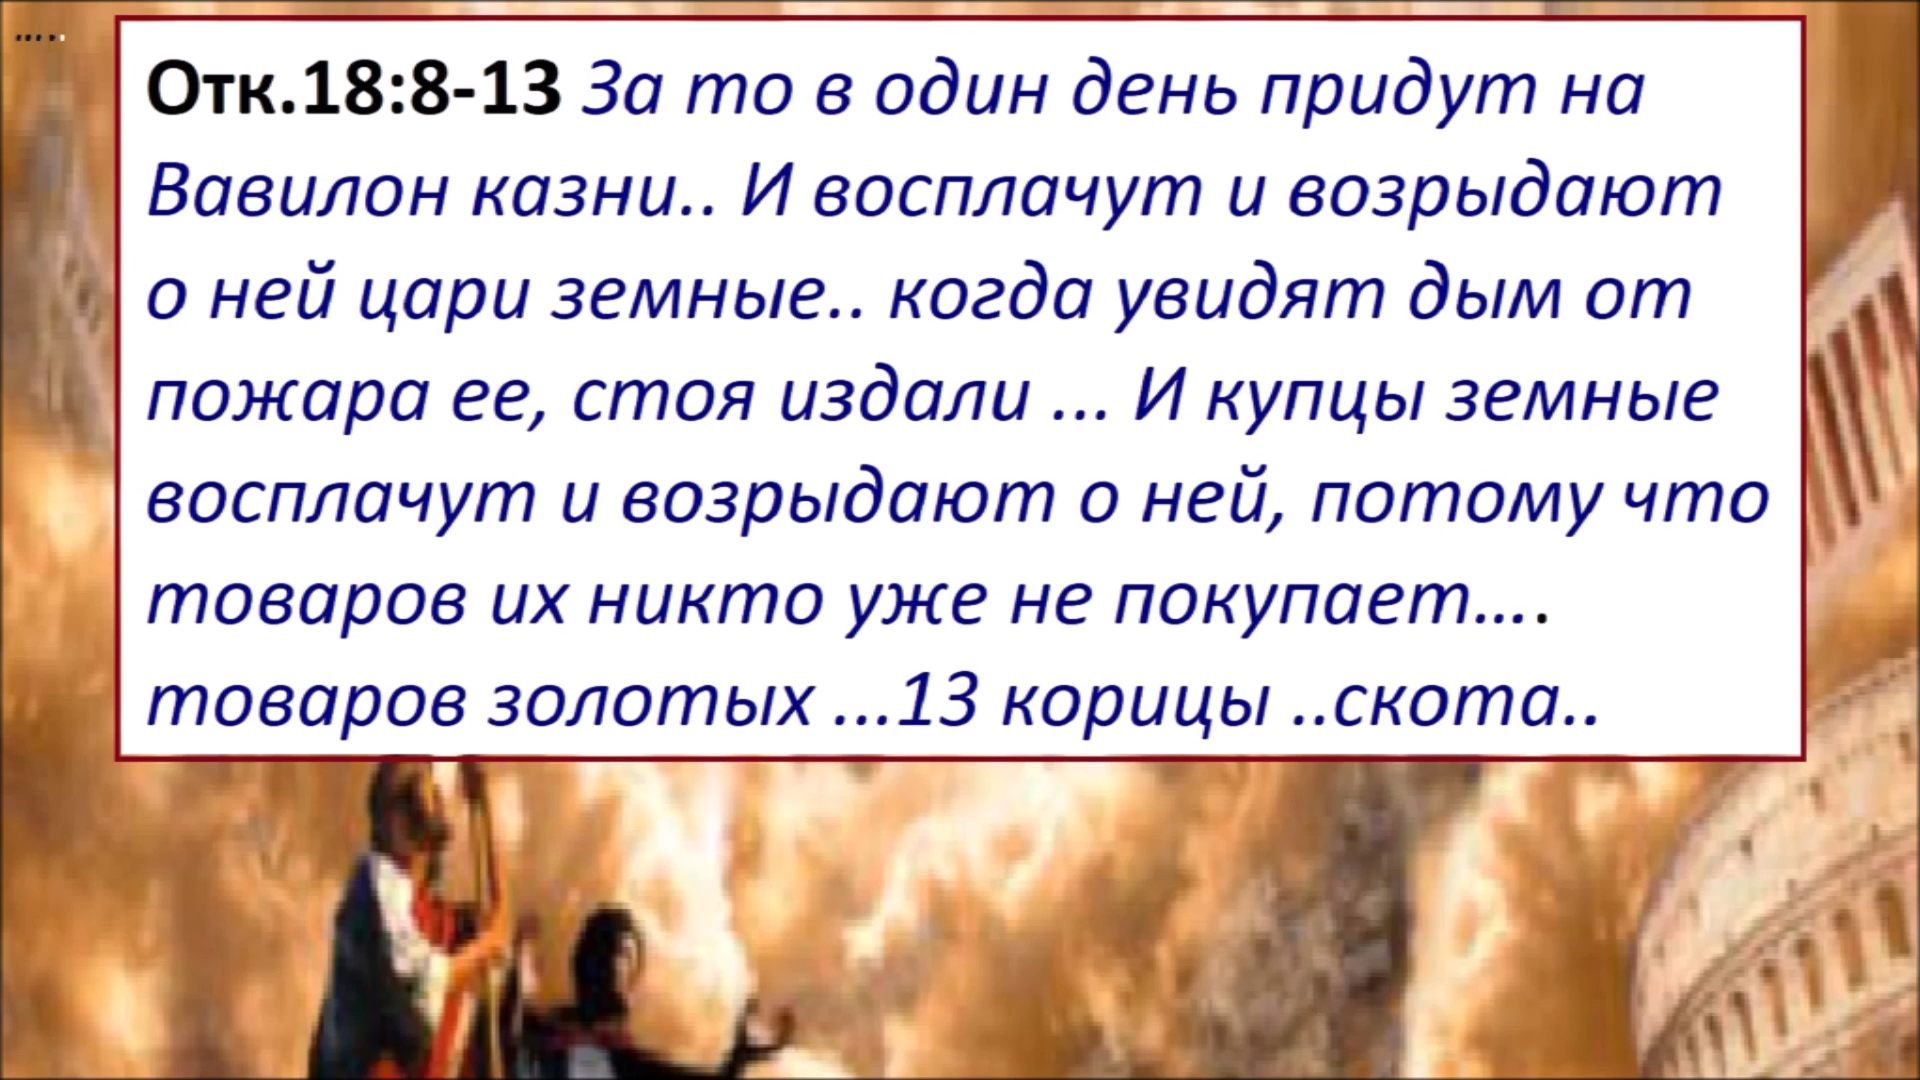 Отк.18:8-13 За то в один день придут на
Вавилон казни.. И восплачут и возрыдают
о ней цари земные.. когда увидят дым от
пожара ее, стоя издали ... И купцы земные
восплачут и возрыдают о ней, потому что
товаров их никто уже не покупает....
товаров золотых ...13 корицы ..скота..